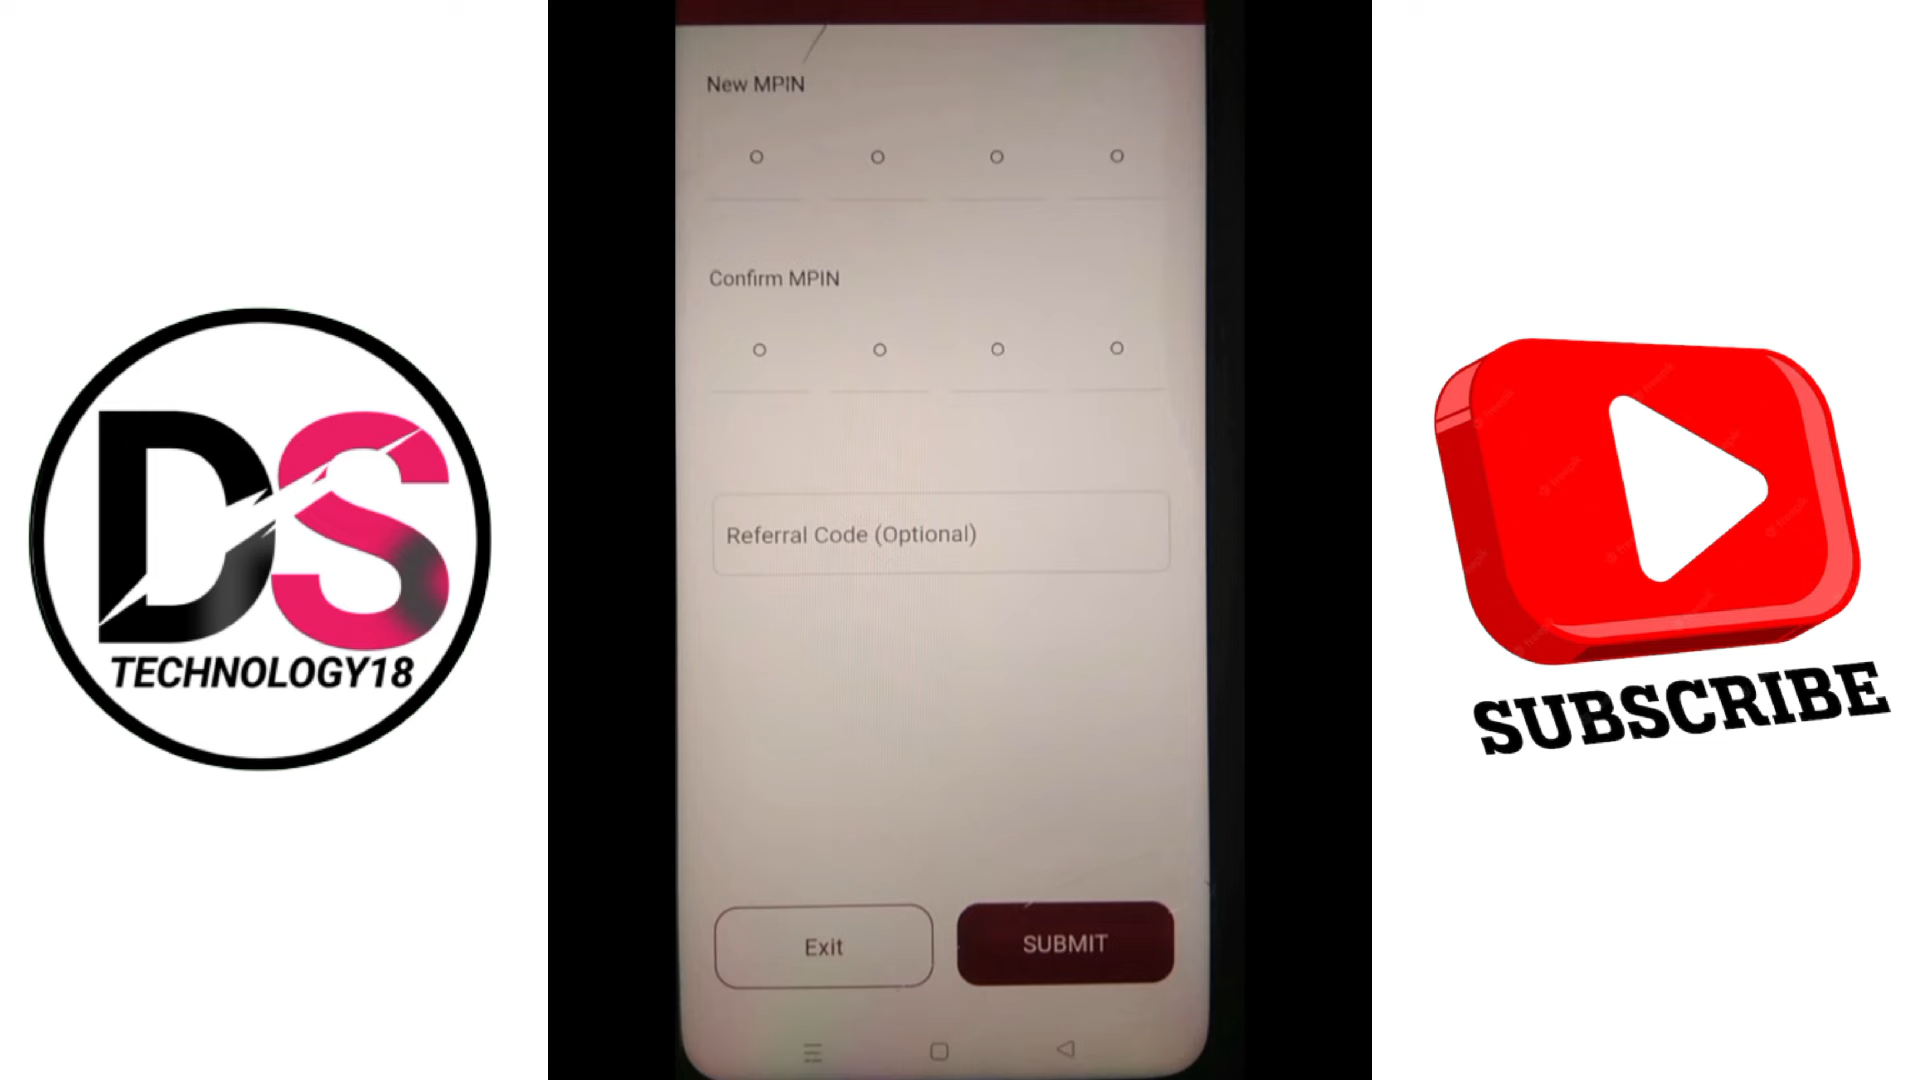 New MPIN
Confirm MPIN
Referral Code (Optional)
Exit
SUBMIT
DS
TECHNOLOGY18
SUBSCRIBE